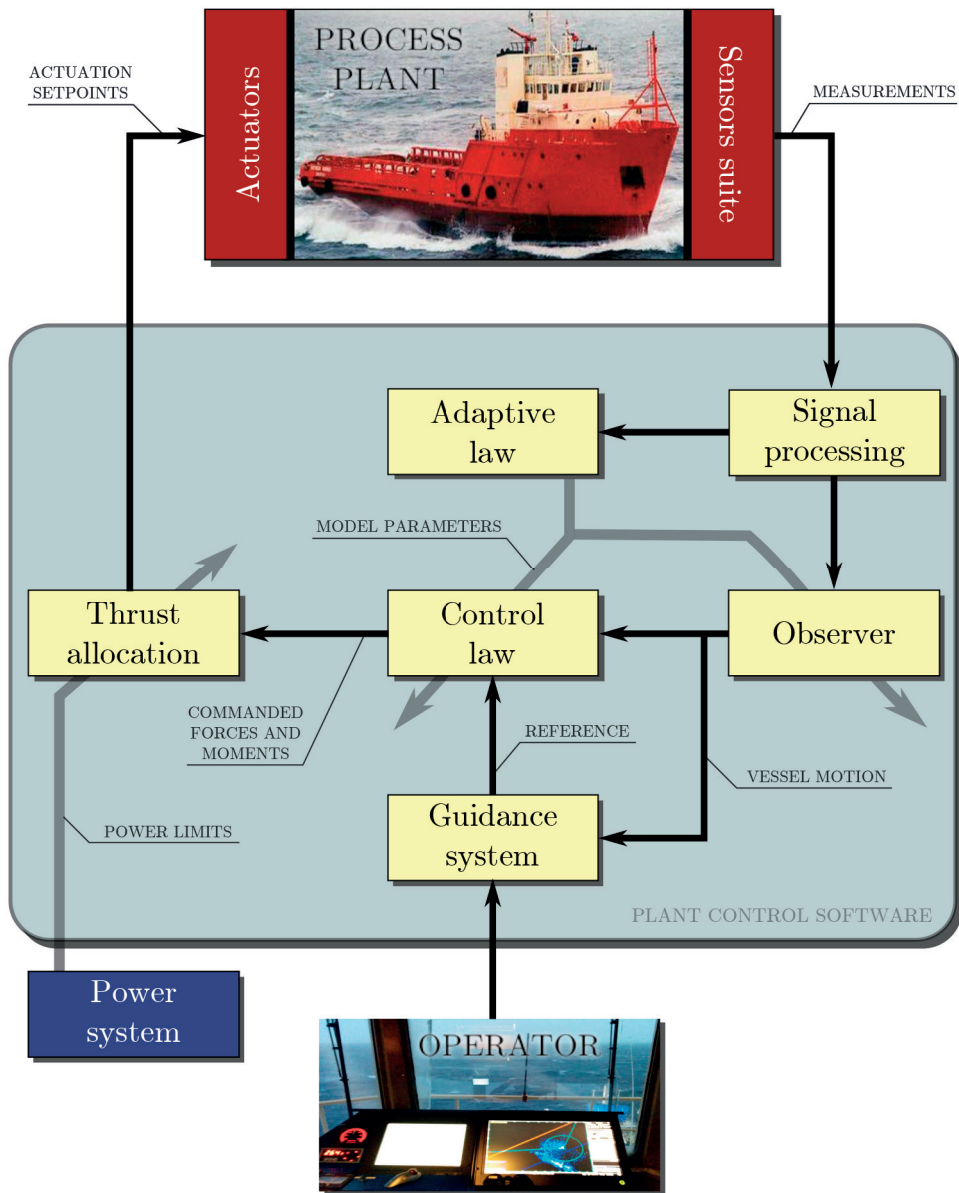 PROCESS
PLANT
Actuators
Sensors suite
ACTUATION
SETPOINTS
MEASUREMENTS
Adaptive
law
Signal
processing
MODEL PARAMETERS
Thrust
allocation
Control
law
Observer
COMMANDED
FORCES AND
MOMENTS
REFERENCE
VESSEL MOTION
POWER LIMITS
Guidance
system
PLANT CONTROL SOFTWARE
Power
system
OPERATOR